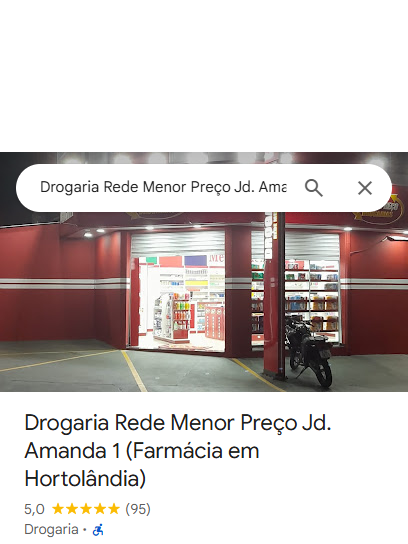 Drogaria Rede Menor Preço Jd. Ama
Drogaria Rede Menor Preço Jd.
Amanda 1 (Farmácia em
Hortolândia)
5,0 ★★★★★ (95)
Drogaria ·